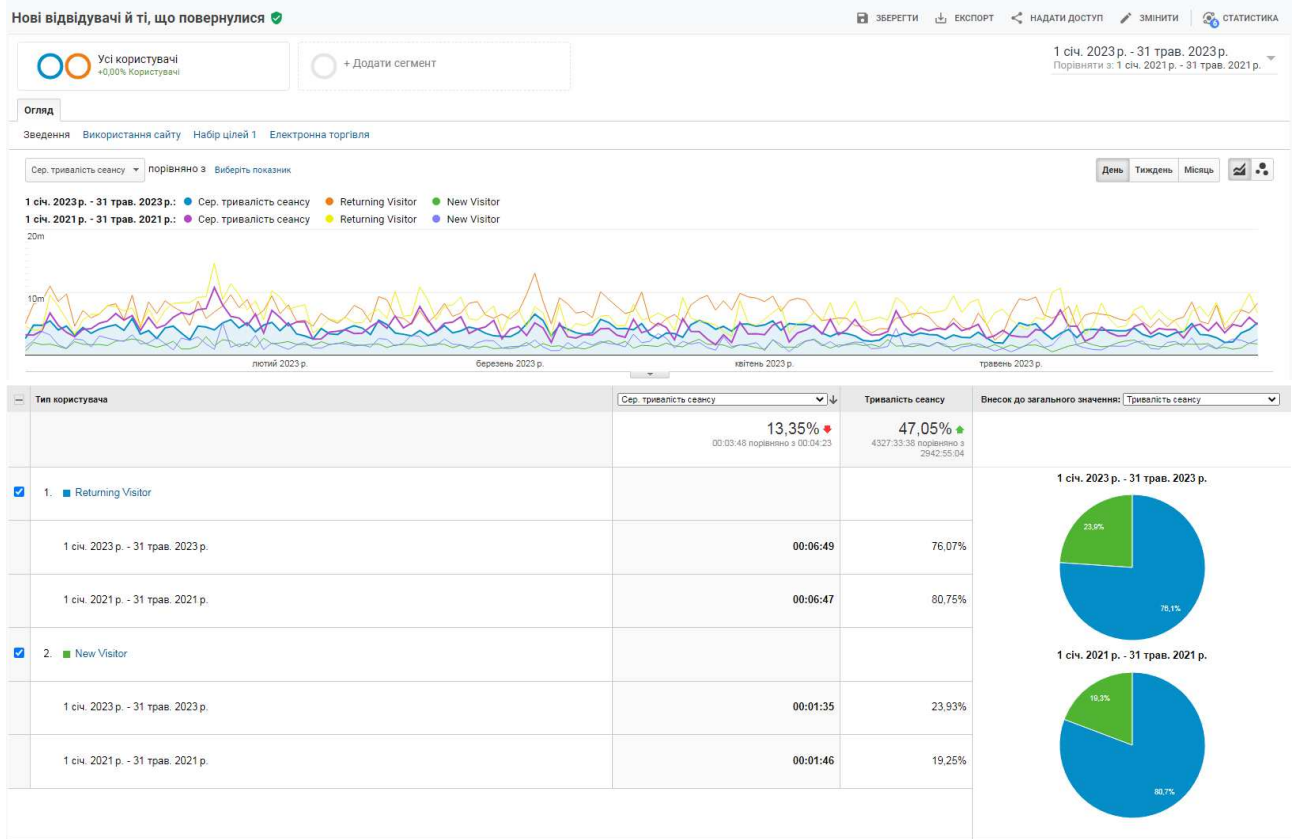 Нові відвідувачі й ті, що повернулися
ЗБЕРЕГТИ ЕКСПОРТ НАДАТИ ДОСТУП ЗМІНИТИ СТАТИСТИКА
Усі користувачі
+0,00% Користувачі
+ Додати сегмент
1 січ. 2023 р. - 31 трав. 2023 р.
Порівняти з: 1 січ. 2021 р. - 31 трав. 2021 р.
Огляд
Зведення Використання сайту Набір цілей 1 Електронна торгівля
Сер. тривалість сеансу порівняно з Виберіть показник
День Тиждень Місяць
1 січ. 2023 р. - 31 трав. 2023 р.: Сер. тривалість сеансу Returning Visitor New Visitor
1 січ. 2021 р. - 31 трав. 2021 р.: Сер. тривалість сеансу Returning Visitor New Visitor
20m
10m
лютий 2023 р. березень 2023 р. квітень 2023 р. травень 2023 р.
Тип користувача Сер. тривалість сеансу Тривалість сеансу Внесок до загального значення: Тривалість сеансу
13,35% 47,05%
00:03:48 порівняно з 00:04:23 4327:33:38 порівняно з
2942:55:04
1 січ. 2023 р. - 31 трав. 2023 р.
1. Returning Visitor
23,9%
1 січ. 2023 р. - 31 трав. 2023 р. 00:06:49 76,07%
1 січ. 2021 р. - 31 трав. 2021 р. 00:06:47 80,75%
76,1%
2. New Visitor
1 січ. 2021 р. - 31 трав. 2021 р.
19,3%
1 січ. 2023 р. - 31 трав. 2023 р. 00:01:35 23,93%
1 січ. 2021 р. - 31 трав. 2021 р. 00:01:46 19,25%
80,7%